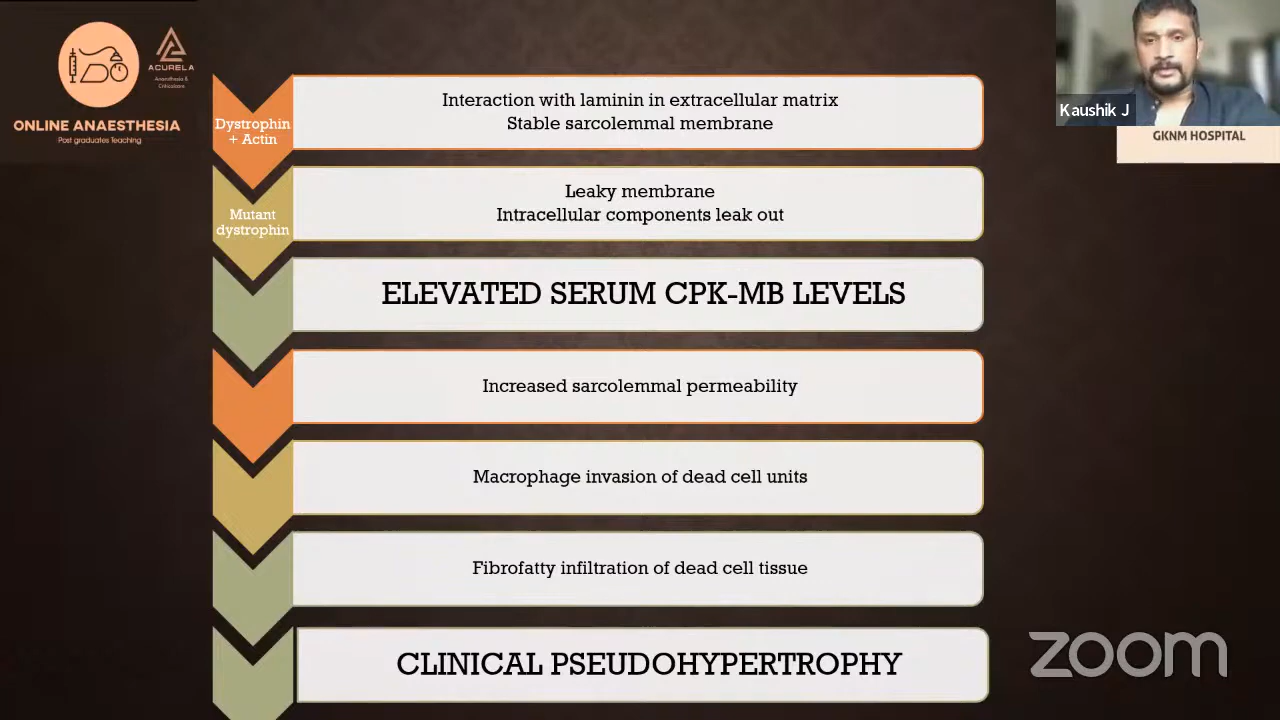 ACURELA
Anaesthesia &
Criticalcare
ONLINE ANAESTHESIA
Post graduates Teaching
Dystrophin
+ Actin
Interaction with laminin in extracellular matrix
Stable sarcolemmal membrane
Mutant
dystrophin
Leaky membrane
Intracellular components leak out
ELEVATED SERUM CPK-MB LEVELS
Increased sarcolemmal permeability
Macrophage invasion of dead cell units
Fibrofatty infiltration of dead cell tissue
CLINICAL PSEUDOHYPERTROPHY
Kaushik J
GKNM HOSPITAL
zoom